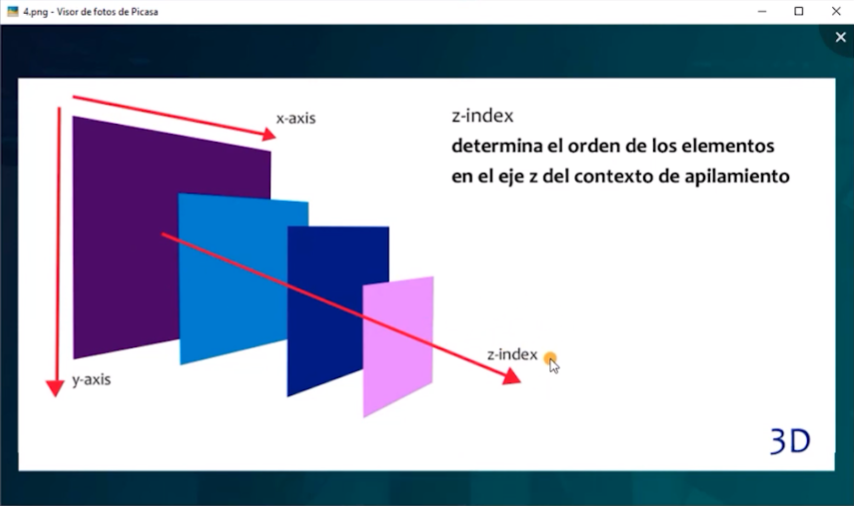 4.png - Visor de fotos de Picasa
x-axis
z-index
determina el orden de los elementos
en el eje z del contexto de apilamiento
z-index
y-axis
3D